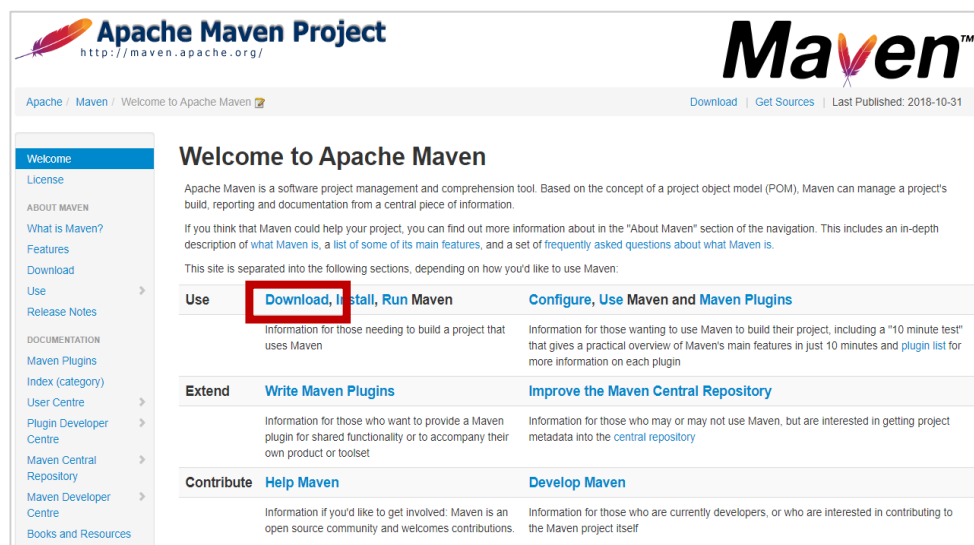 Apache Maven Project
http://maven.apache.org/
Maven™
Apache / Maven / Welcome to Apache Maven
Download | Get Sources | Last Published: 2018-10-31
Welcome
License
ABOUT MAVEN
What is Maven?
Features
Download
Use
Release Notes
DOCUMENTATION
Maven Plugins
Index (category)
User Centre
Plugin Developer
Centre
Maven Central
Repository
Maven Developer
Centre
Books and Resources
Welcome to Apache Maven
Apache Maven is a software project management and comprehension tool. Based on the concept of a project object model (POM), Maven can manage a project's
build, reporting and documentation from a central piece of information.
If you think that Maven could help your project, you can find out more information about in the "About Maven" section of the navigation. This includes an in-depth
description of what Maven is, a list of some of its main features, and a set of frequently asked questions about what Maven is.
This site is separated into the following sections, depending on how you'd like to use Maven:
Use
Download, Install, Run Maven
Configure, Use Maven and Maven Plugins
Information for those needing to build a project that
uses Maven
Information for those wanting to use Maven to build their project, including a "10 minute test"
that gives a practical overview of Maven's main features in just 10 minutes and plugin list for
more information on each plugin
Extend
Write Maven Plugins
Improve the Maven Central Repository
Information for those who want to provide a Maven
plugin for shared functionality or to accompany their
own product or toolset
Information for those who may or may not use Maven, but are interested in getting project
metadata into the central repository
Contribute
Help Maven
Develop Maven
Information if you'd like to get involved: Maven is an
open source community and welcomes contributions.
Information for those who are currently developers, or who are interested in contributing to
the Maven project itself